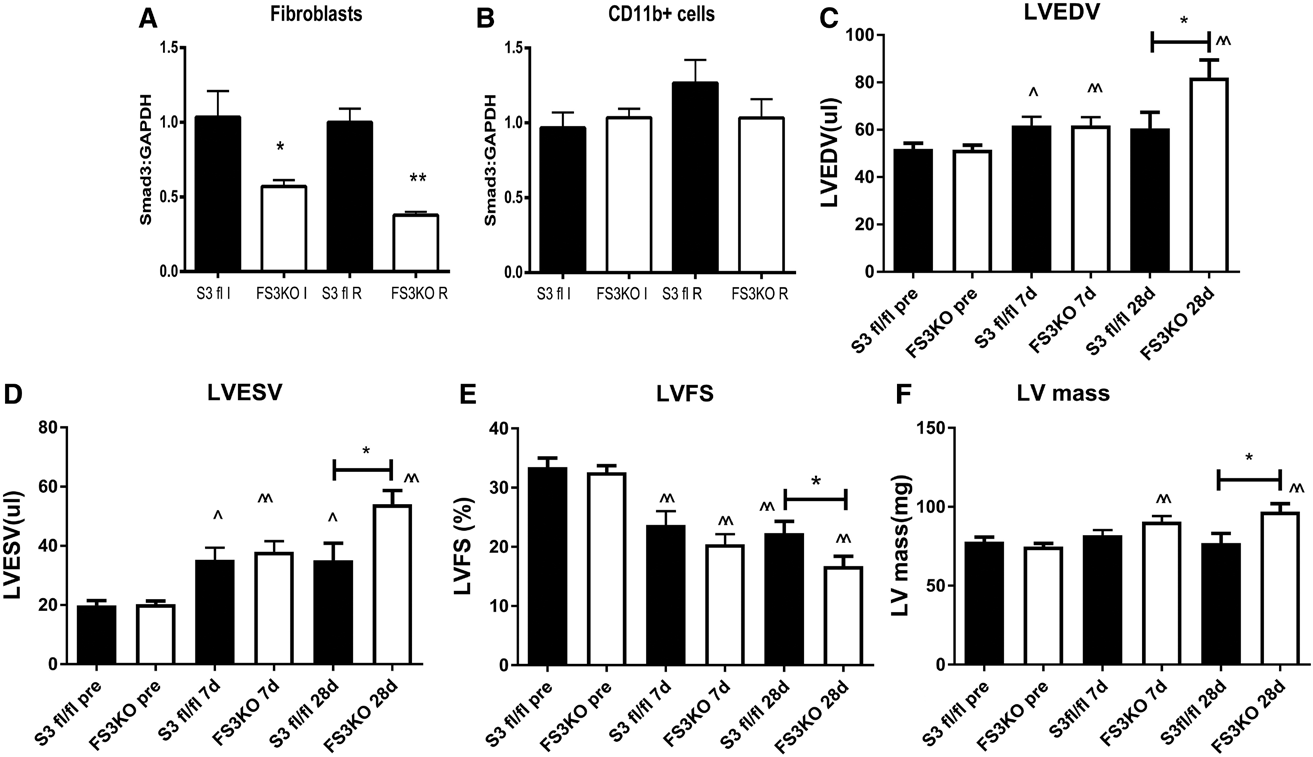 A
Fibroblasts
Smad3:GAPDH
1.5
1.0
0.5
0.0
*
**
S3 fl I
FS3KO I
S3 fl R
FS3KO R
B
CD11b+ cells
Smad3:GAPDH
1.5
1.0
0.5
0.0
S3 fl I
FS3KO I
S3 fl R
FS3KO R
C
LVEDV
LVEDV(ul)
100
80
60
40
20
0
^
^^
*
^^
S3 fl/fl pre
FS3KO pre
S3 fl/fl 7d
FS3KO 7d
S3 fl/fl 28d
FS3KO 28d
D
LVESV
LVESV(ul)
80
60
40
20
0
^
^^
^
*
^^
S3 fl/fl pre
FS3KO pre
S3 fl/fl 7d
FS3KO 7d
S3 fl/fl 28d
FS3KO 28d
E
LVFS
LVFS (%)
40
30
20
10
0
^^
^^
^^
*
^^
S3 fl/fl pre
FS3KO pre
S3 fl/fl 7d
FS3KO 7d
S3 fl/fl 28d
FS3KO 28d
F
LV mass
LV mass(mg)
150
100
50
0
^^
*
^^
S3 fl/fl pre
FS3KO pre
S3fl/fl 7d
FS3KO 7d
S3fl/fl 28d
FS3KO 28d